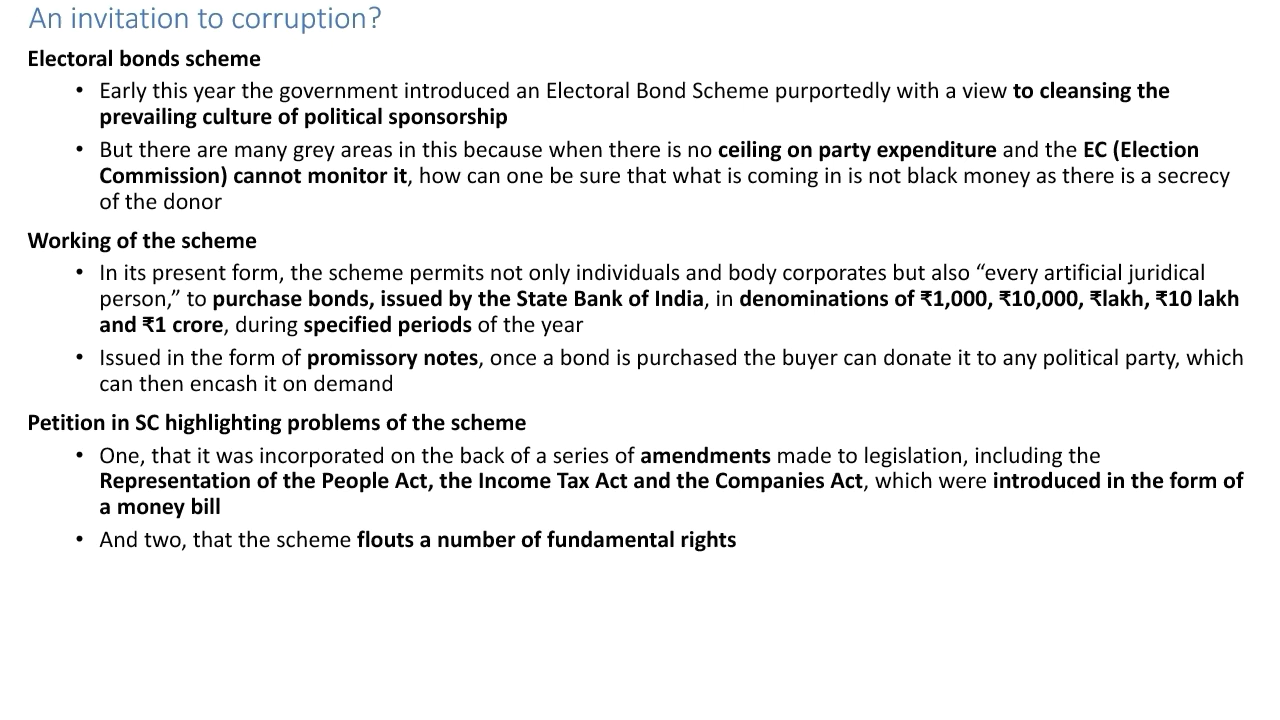 An invitation to corruption?
Electoral bonds scheme
• Early this year the government introduced an Electoral Bond Scheme purportedly with a view to cleansing the
prevailing culture of political sponsorship
• But there are many grey areas in this because when there is no ceiling on party expenditure and the EC (Election
Commission) cannot monitor it, how can one be sure that what is coming in is not black money as there is a secrecy
of the donor
Working of the scheme
• In its present form, the scheme permits not only individuals and body corporates but also “every artificial juridical
person,” to purchase bonds, issued by the State Bank of India, in denominations of ₹1,000, ₹10,000, ₹lakh, ₹10 lakh
and ₹1 crore, during specified periods of the year
• Issued in the form of promissory notes, once a bond is purchased the buyer can donate it to any political party, which
can then encash it on demand
Petition in SC highlighting problems of the scheme
• One, that it was incorporated on the back of a series of amendments made to legislation, including the
Representation of the People Act, the Income Tax Act and the Companies Act, which were introduced in the form of
a money bill
• And two, that the scheme flouts a number of fundamental rights